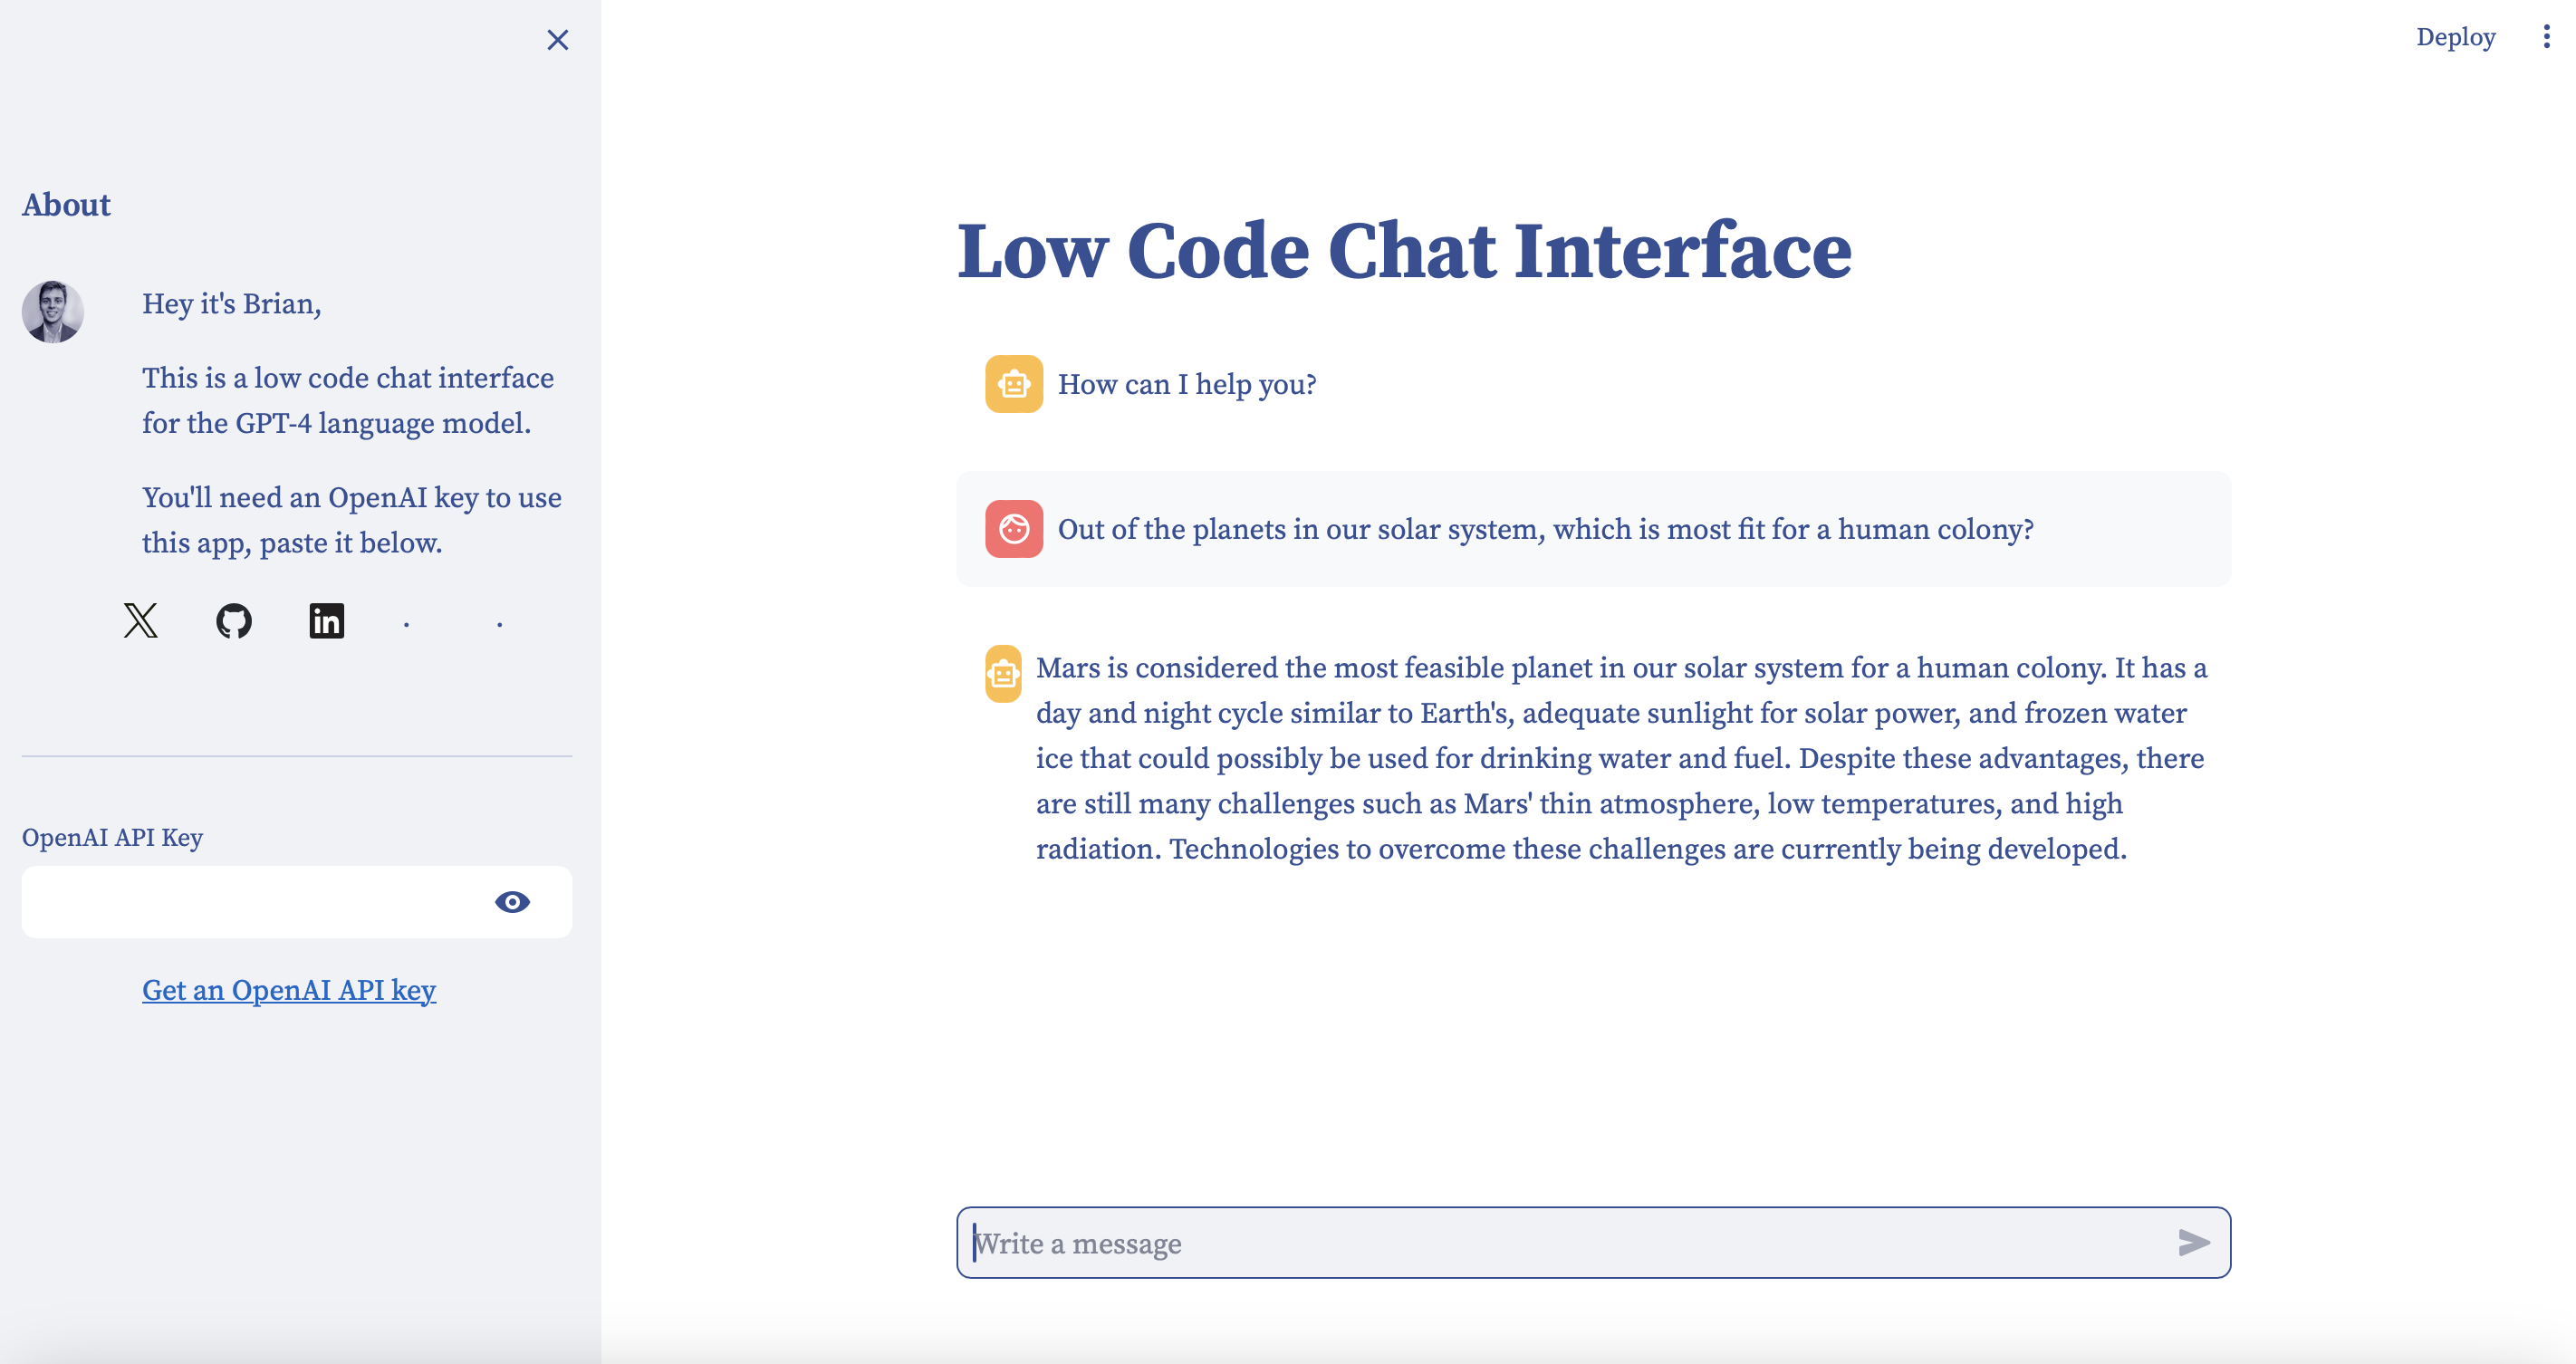 Deploy
About
Hey it's Brian,
This is a low code chat interface
for the GPT-4 language model.
You'll need an OpenAI key to use
this app, paste it below.
in
.
.
OpenAI API Key
Get an OpenAI API key
Low Code Chat Interface
How can I help you?
Out of the planets in our solar system, which is most fit for a human colony?
Mars is considered the most feasible planet in our solar system for a human colony. It has a
day and night cycle similar to Earth's, adequate sunlight for solar power, and frozen water
ice that could possibly be used for drinking water and fuel. Despite these advantages, there
are still many challenges such as Mars' thin atmosphere, low temperatures, and high
radiation. Technologies to overcome these challenges are currently being developed.
Write a message